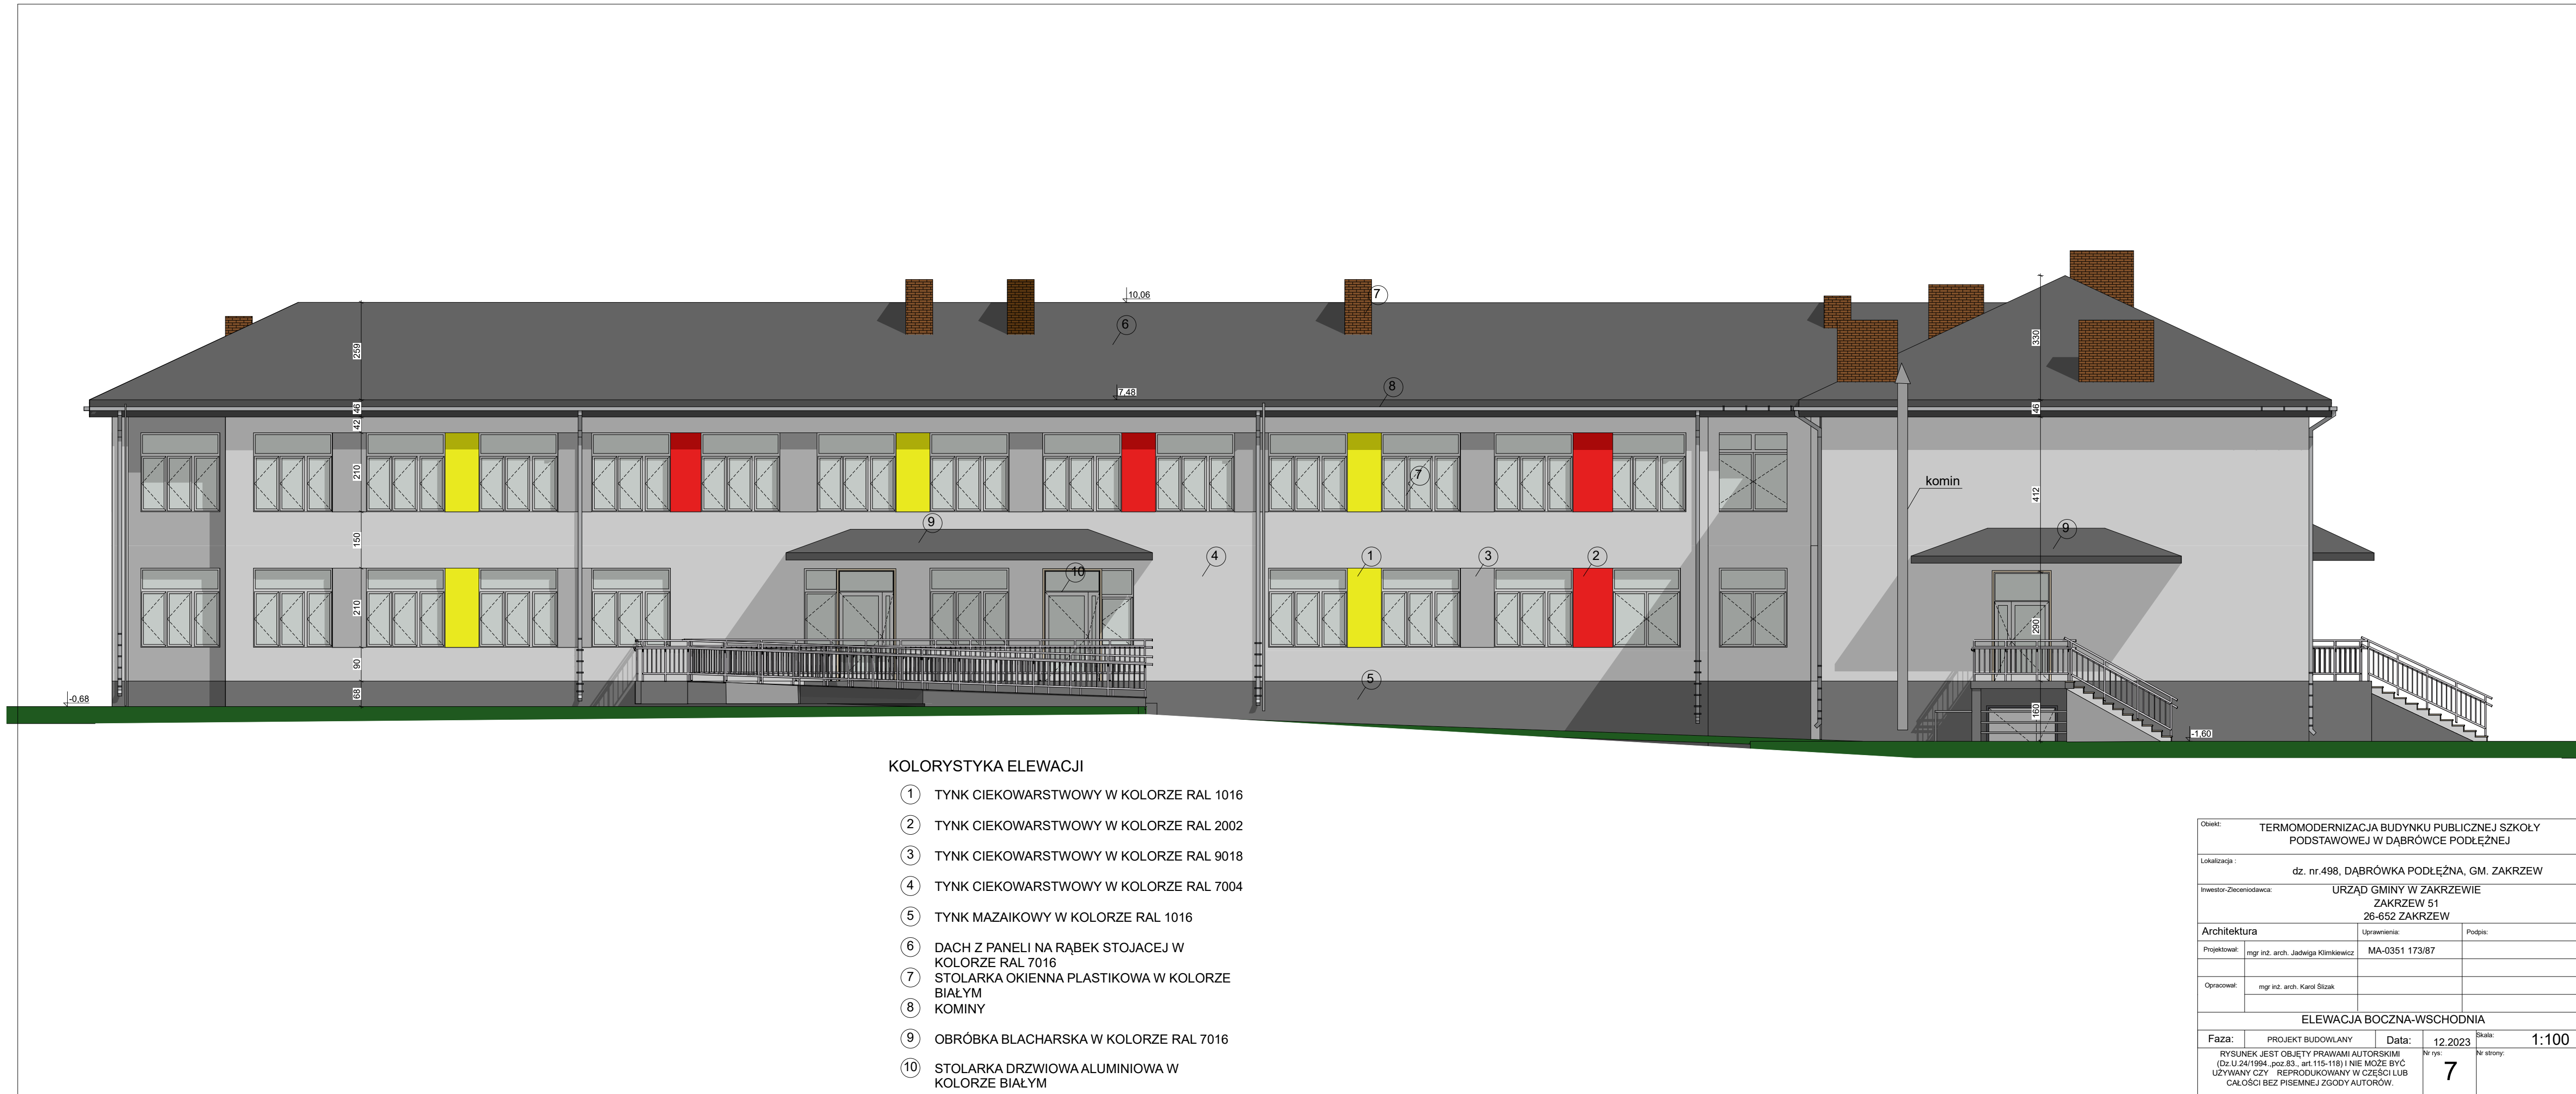 10,06
7
6
259
330
8
7,48
46
46
42
7
210
komin
412
9
9
150
4
1
3
2
10
210
290
90
5
68
-0,68
160
-1,60
KOLORYSTYKA ELEWACJI
1 TYNK CIEKOWARSTWOWY W KOLORZE RAL 1016
2 TYNK CIEKOWARSTWOWY W KOLORZE RAL 2002
3 TYNK CIEKOWARSTWOWY W KOLORZE RAL 9018
4 TYNK CIEKOWARSTWOWY W KOLORZE RAL 7004
5 TYNK MAZAIKOWY W KOLORZE RAL 1016
6 DACH Z PANELI NA RĄBEK STOJACEJ W
KOLORZE RAL 7016
7 STOLARKA OKIENNA PLASTIKOWA W KOLORZE
BIAŁYM
8 KOMINY
9 OBRÓBKA BLACHARSKA W KOLORZE RAL 7016
10 STOLARKA DRZWIOWA ALUMINIOWA W
KOLORZE BIAŁYM
Obiekt: TERMOMODERNIZACJA BUDYNKU PUBLICZNEJ SZKOŁY
PODSTAWOWEJ W DĄBRÓWCE PODŁĘŻNEJ
Lokalizacja :
dz. nr.498, DĄBRÓWKA PODŁĘŻNA, GM. ZAKRZEW
Inwestor-Zleceniodawca: URZĄD GMINY W ZAKRZEWIE
ZAKRZEW 51
26-652 ZAKRZEW
Architektura Uprawnienia: Podpis:
Projektował: mgr inż. arch. Jadwiga Klimkiewicz MA-0351 173/87
Opracował: mgr inż. arch. Karol Ślizak
ELEWACJA BOCZNA-WSCHODNIA
Faza: PROJEKT BUDOWLANY Data: 12.2023 Skala: 1:100
RYSUNEK JEST OBJĘTY PRAWAMI AUTORSKIMI
(Dz.U.24/1994.,poz.83., art.115-118) I NIE MOŻE BYĆ
UŻYWANY CZY REPRODUKOWANY W CZĘŚCI LUB
CAŁOŚCI BEZ PISEMNEJ ZGODY AUTORÓW.
Nr rys: 7
Nr strony: